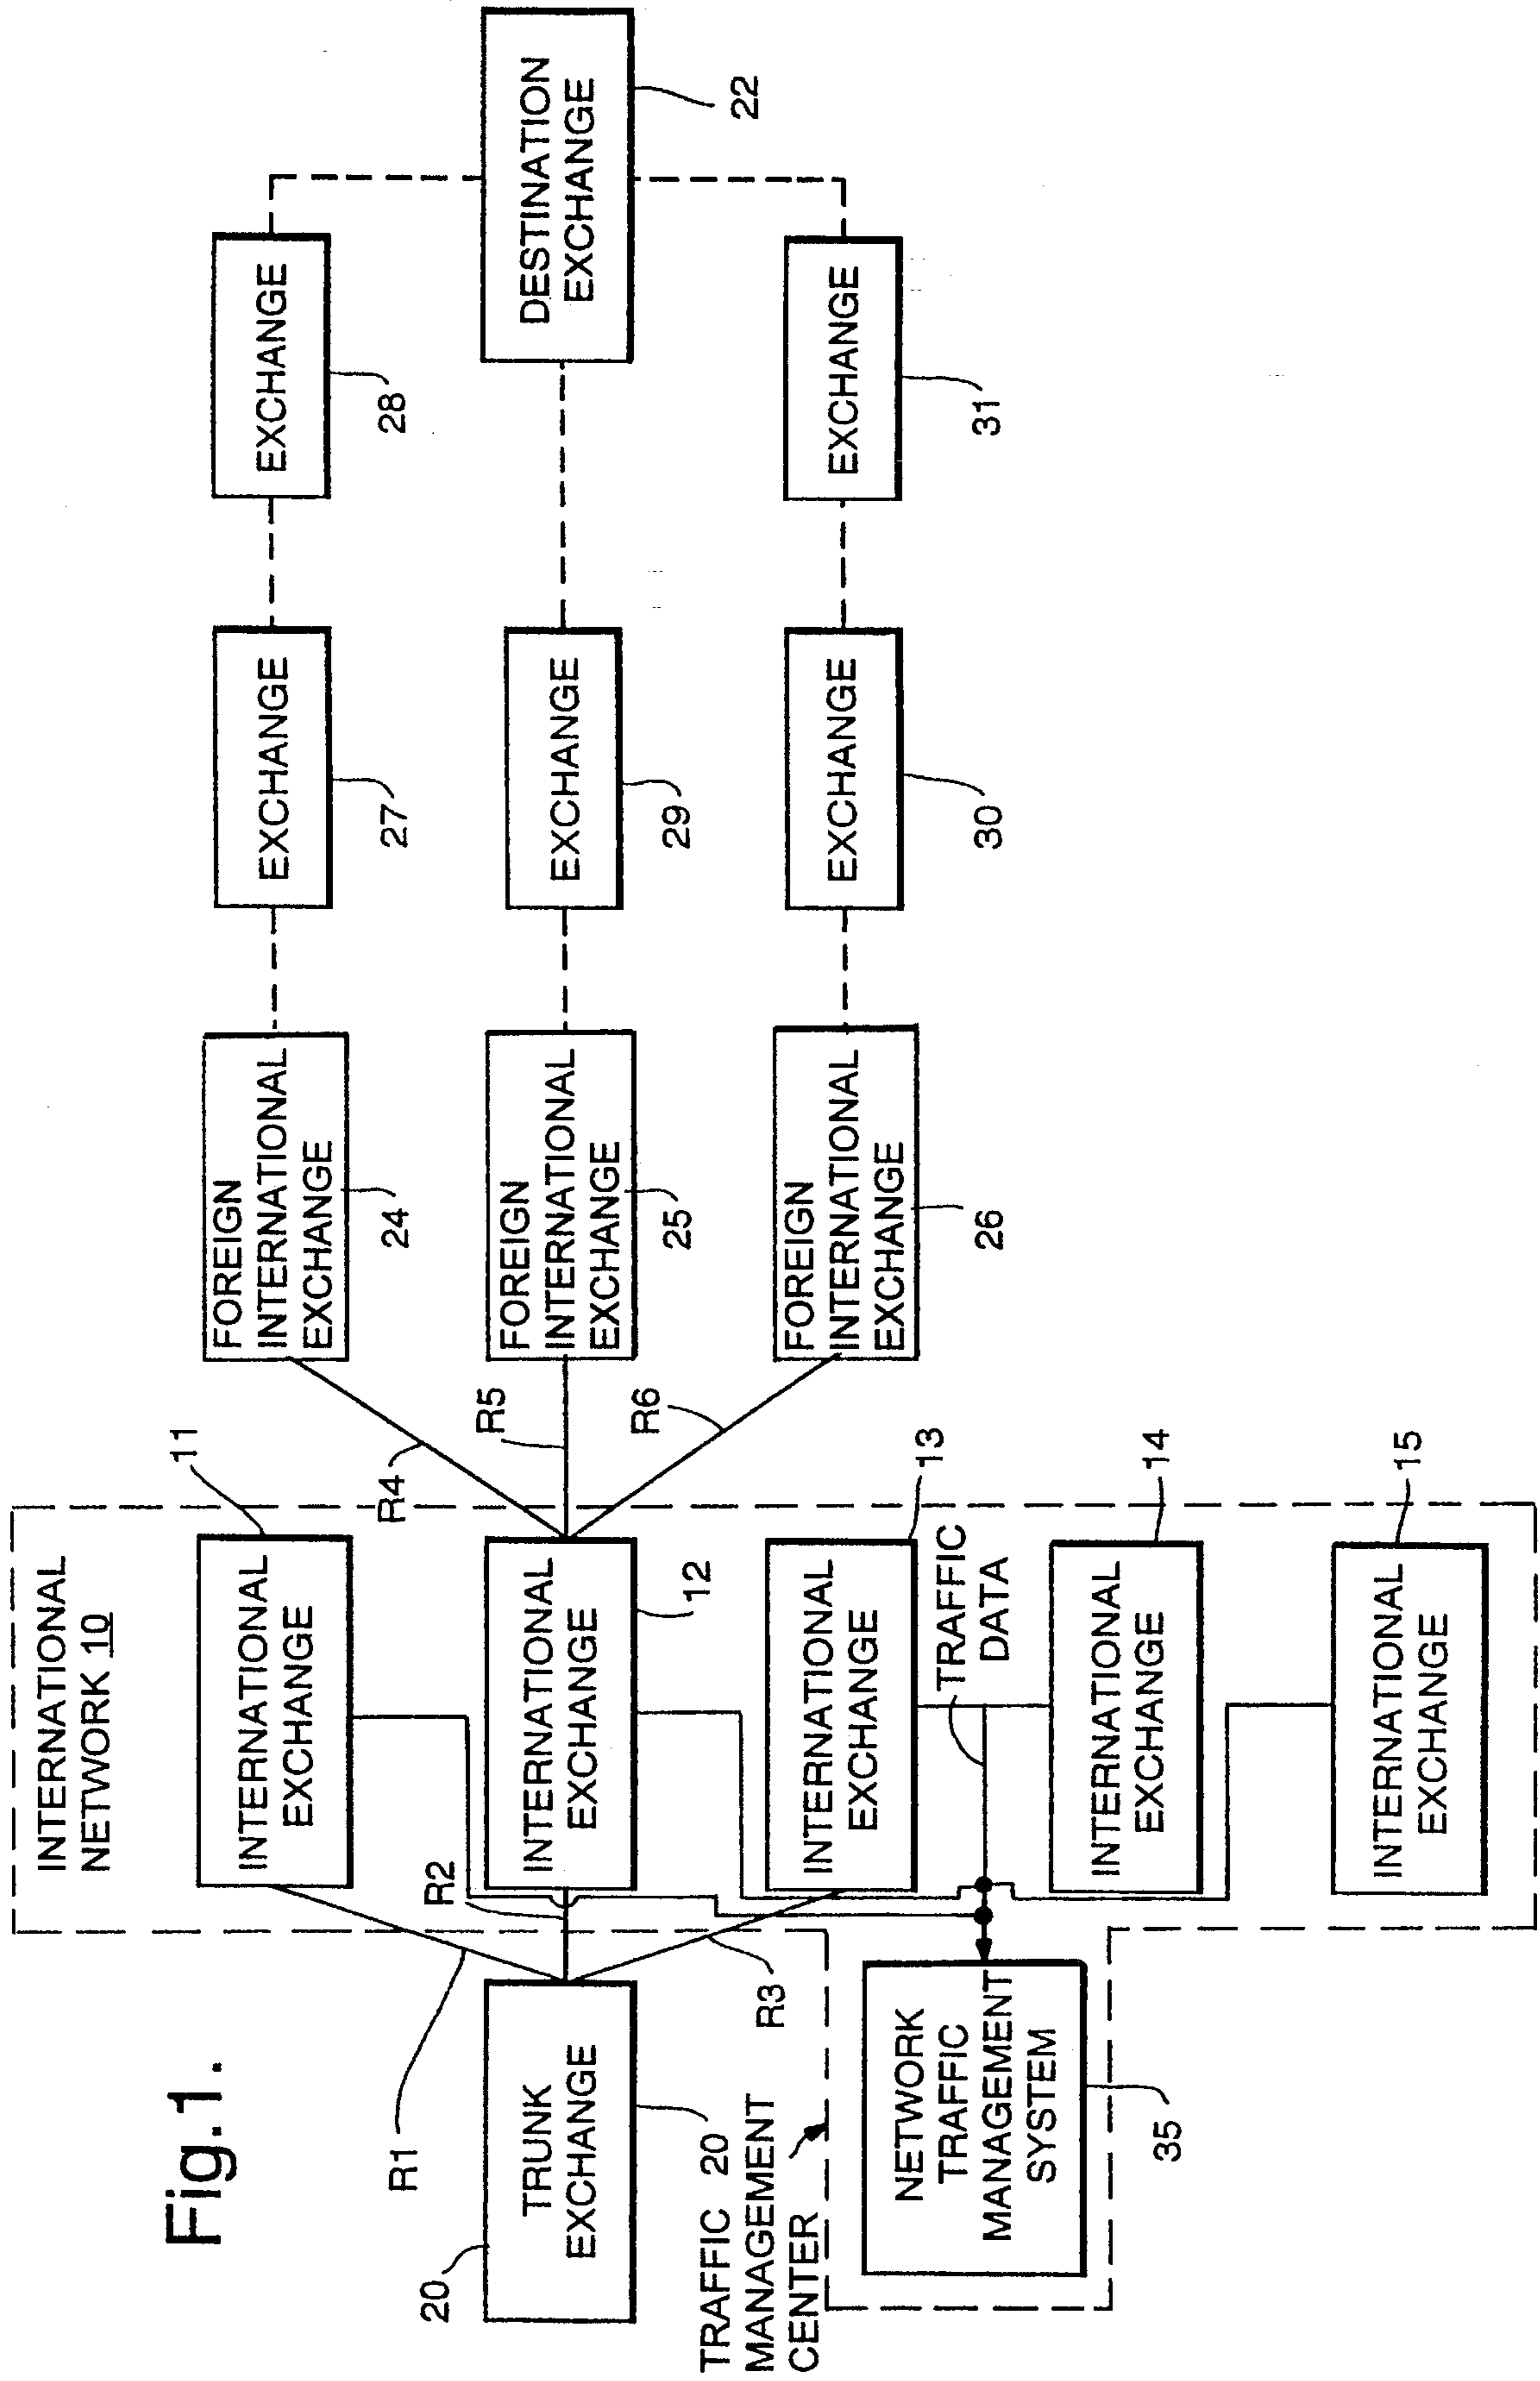 Fig.1.
INTERNATIONAL
NETWORK 10
TRUNK
EXCHANGE
20
20
R1
R2
R3
INTERNATIONAL
EXCHANGE
11
INTERNATIONAL
EXCHANGE
12
INTERNATIONAL
EXCHANGE
13
INTERNATIONAL
EXCHANGE
14
INTERNATIONAL
EXCHANGE
15
TRAFFIC
DATA
TRAFFIC
MANAGEMENT
CENTER
NETWORK
TRAFFIC
MANAGEMENT
SYSTEM
35
R4
R5
R6
FOREIGN
INTERNATIONAL
EXCHANGE
24
FOREIGN
INTERNATIONAL
EXCHANGE
25
FOREIGN
INTERNATIONAL
EXCHANGE
26
EXCHANGE
27
EXCHANGE
28
EXCHANGE
29
EXCHANGE
30
EXCHANGE
31
DESTINATION
EXCHANGE
22